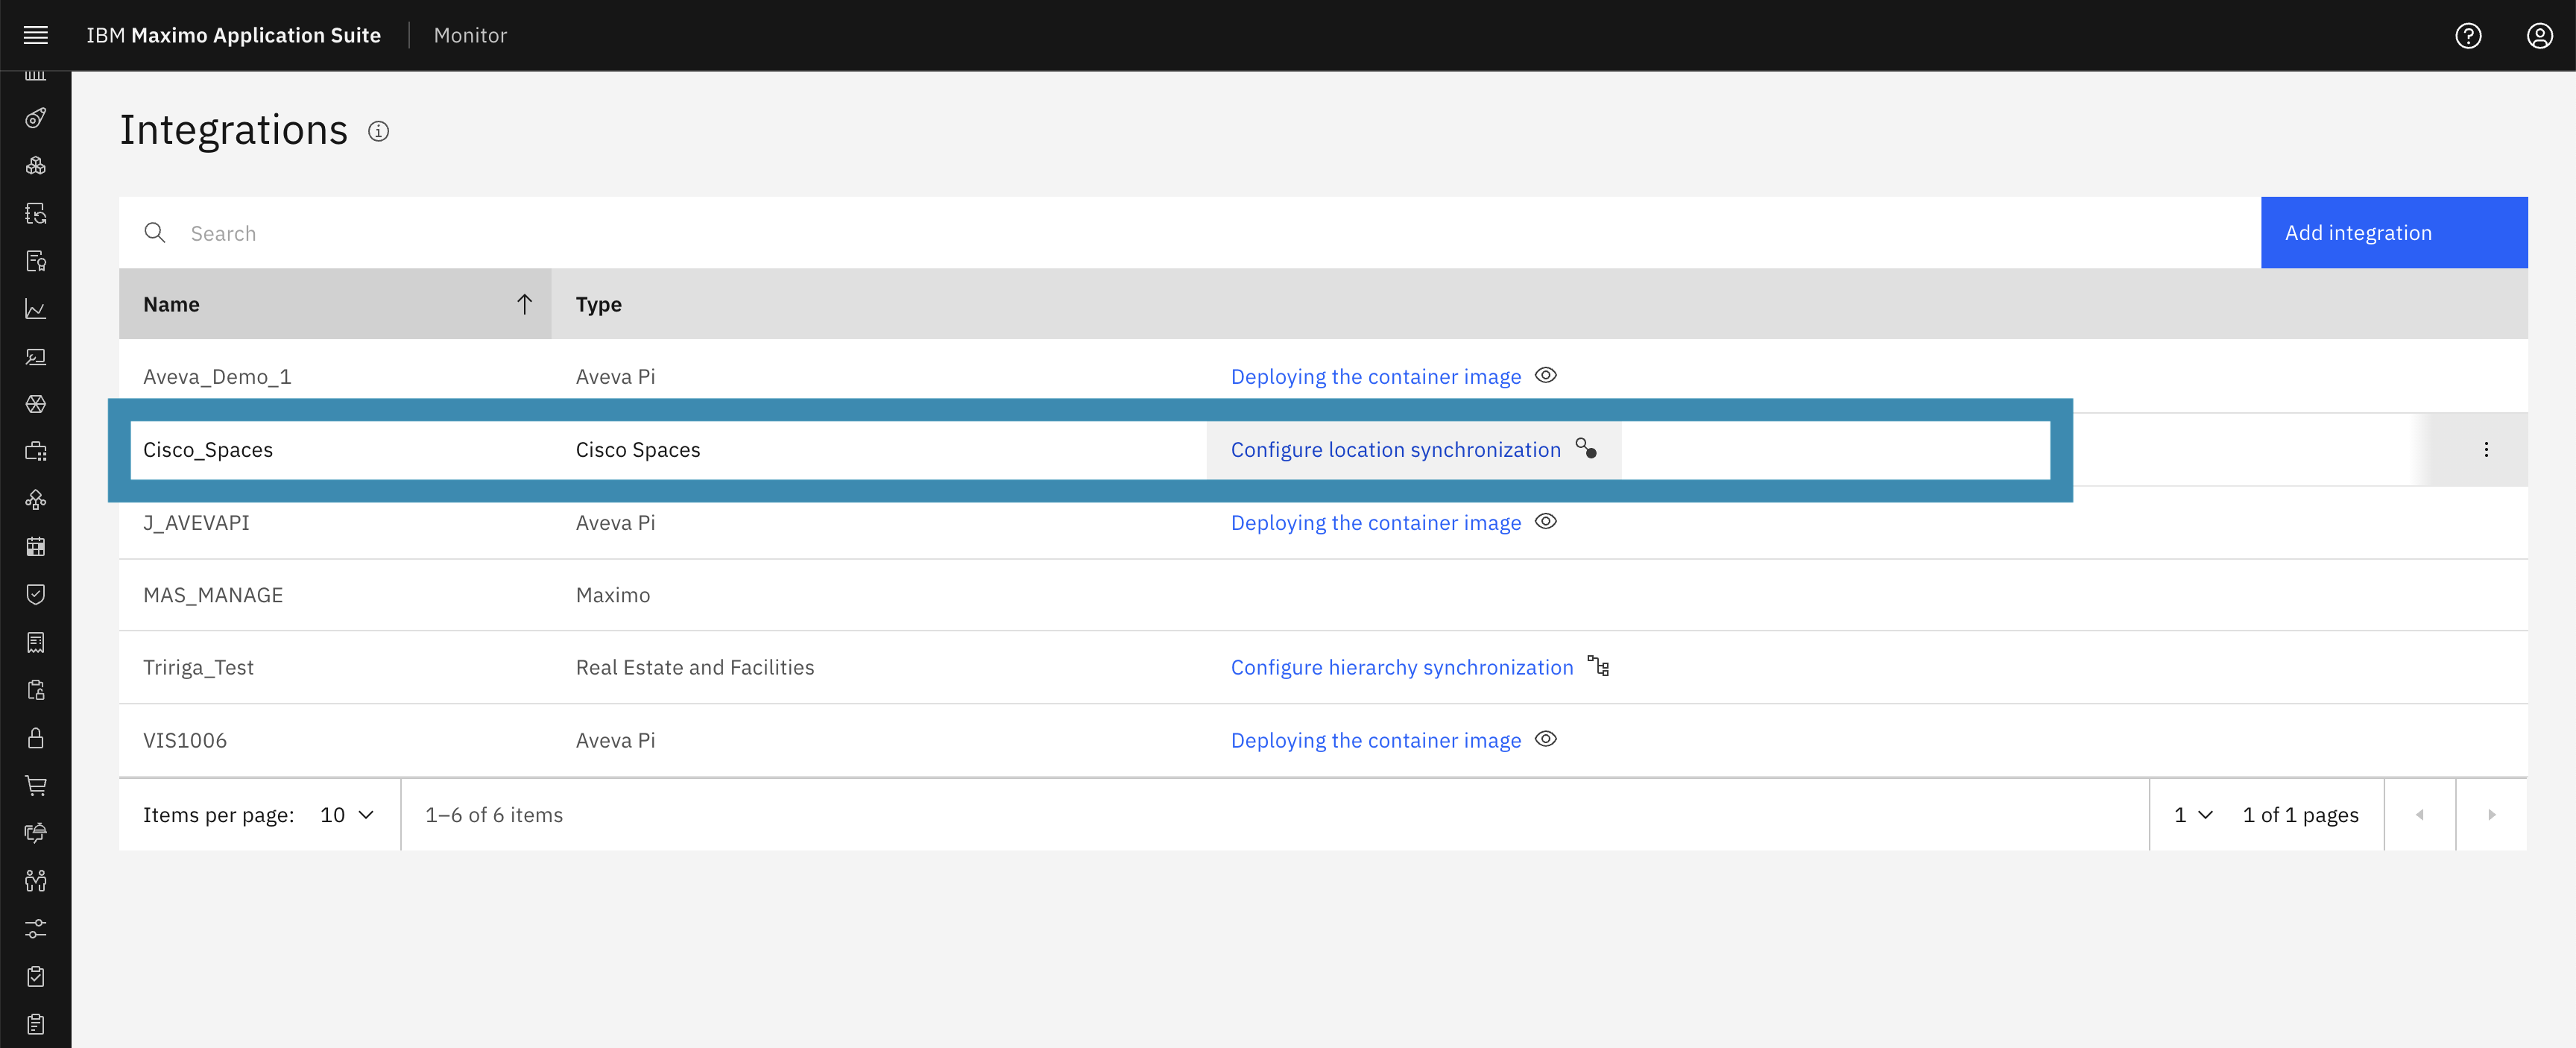 IBM Maximo Application Suite Monitor
Integrations
Search
Add integration
Name Type
Aveva_Demo_1 Aveva Pi Deploying the container image
Cisco_Spaces Cisco Spaces Configure location synchronization
J_AVEVAPI Aveva Pi Deploying the container image
MAS_MANAGE Maximo
Tririga_Test Real Estate and Facilities Configure hierarchy synchronization
VIS1006 Aveva Pi Deploying the container image
Items per page: 10 1–6 of 6 items 1 1 of 1 pages